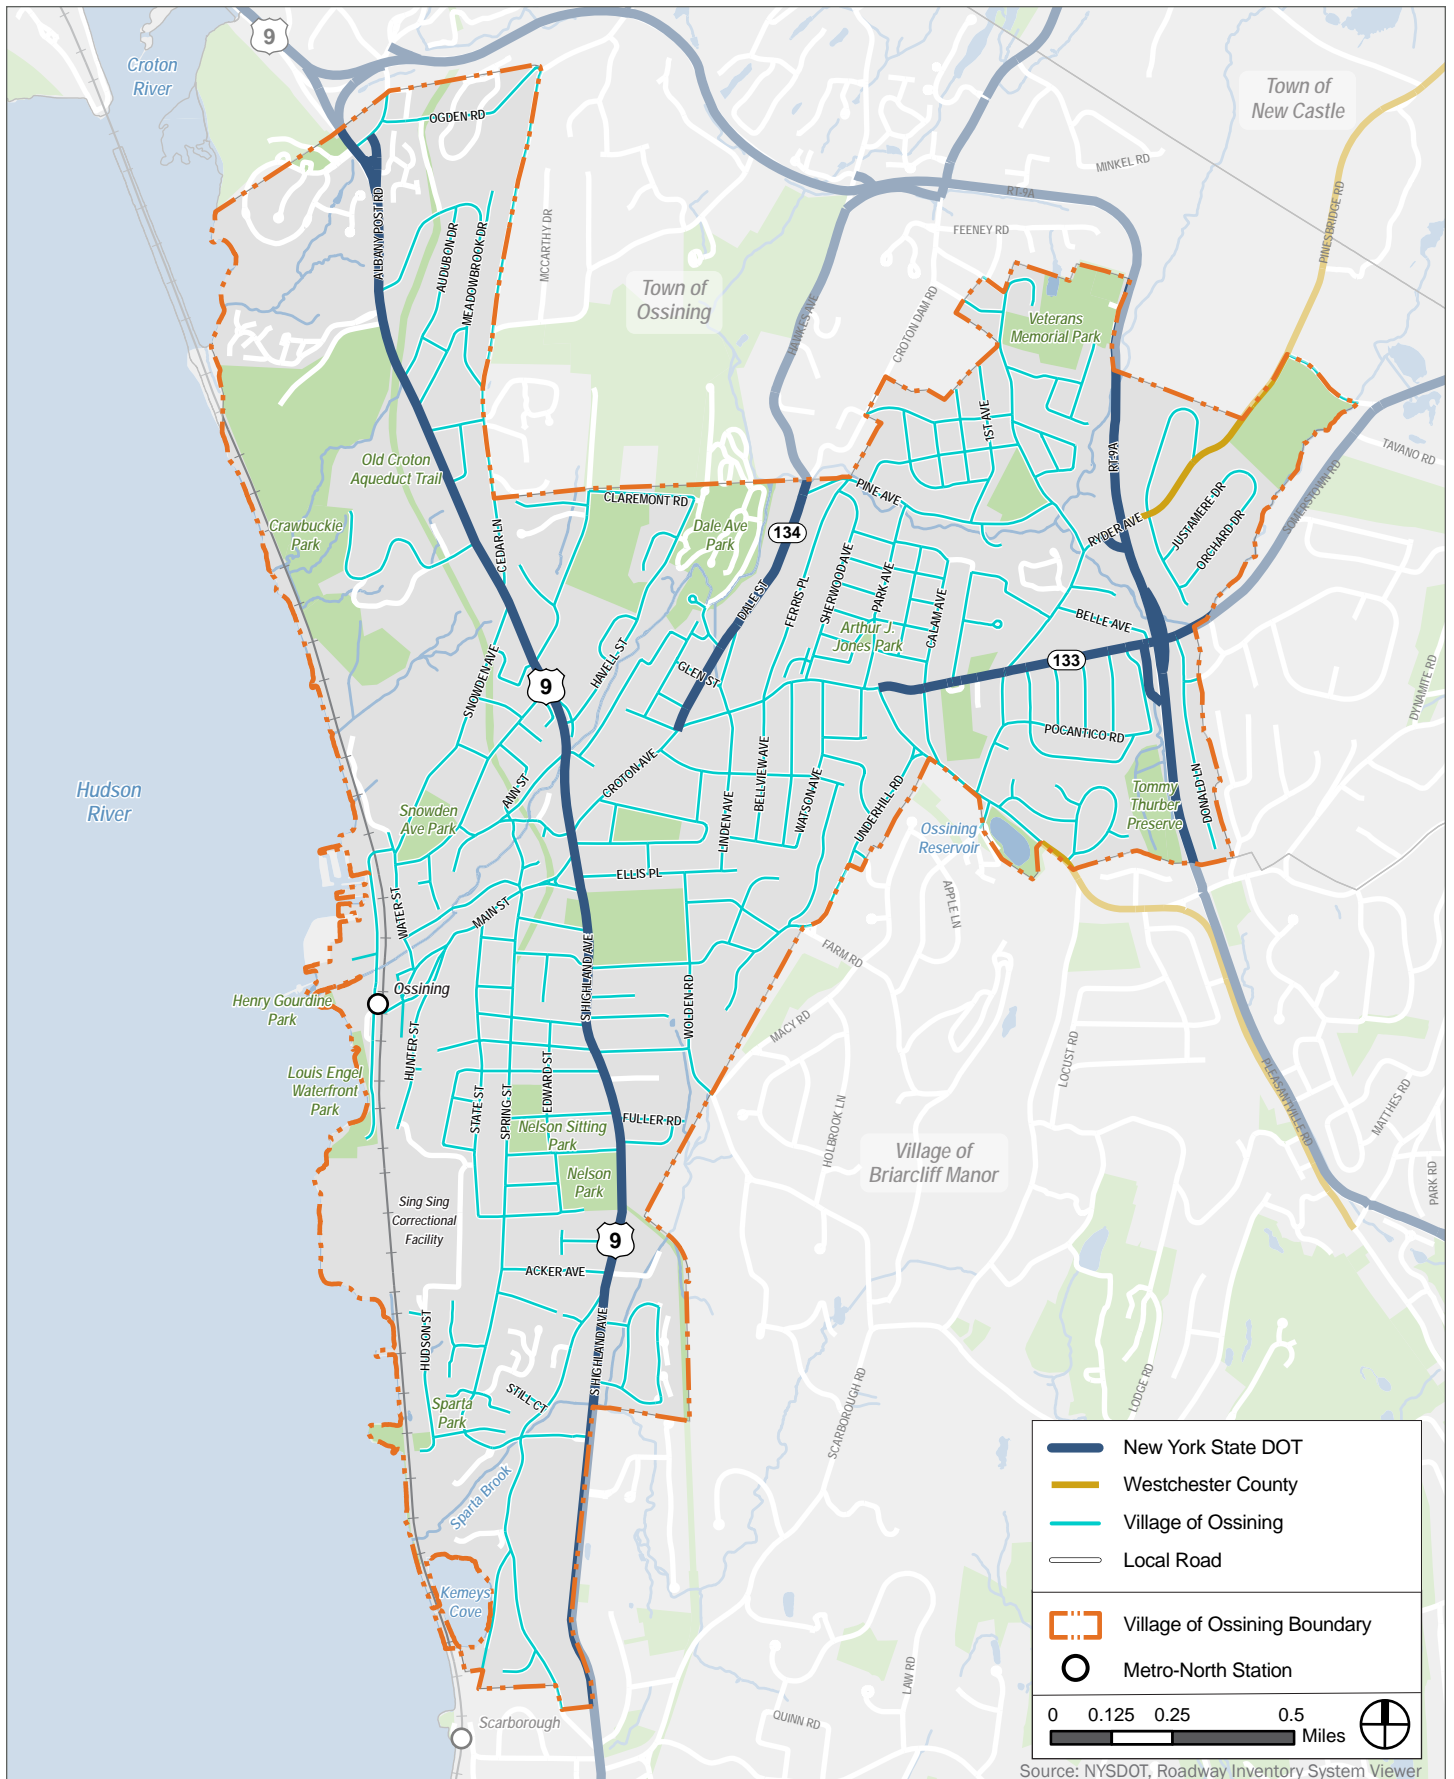 9
Croton
River
Town of
New Castle
OGDEN RD
MINKEL RD
RT-9A
PINESBRIDGE RD
ALBANY POST RD
AUDUBON DR
MEADOWBROOK DR
MCCARTHY DR
FEENEY RD
Town of
Ossining
HAWKES AVE
CROTON DAM RD
Veterans
Memorial Park
1ST AVE
RT-9A
TAVANO RD
SOMERSTOWN RD
Old Croton
Aqueduct Trail
CLAREMONT RD
PINE AVE
Crawbuckie
Park
CEDAR LN
Dale Ave
Park
134
RYDER AVE
JUSTAMERE DR
ORCHARD DR
DALE ST
FERRIS PL
SHERWOOD AVE
PARK AVE
CALAM AVE
Arthur J.
Jones Park
BELLE AVE
SNOWDEN AVE
HAVELL ST
GLEN ST
133
9
DYNAMITE RD
POCANTICO RD
Hudson
River
ANN ST
CROTON AVE
BELLVIEW AVE
LINDEN AVE
WATSON AVE
UNDERHILL RD
Snowden
Ave Park
Ossining
Reservoir
Tommy
Thurber
Preserve
DONALD LN
ELLIS PL
APPLE LN
WATER ST
MAIN ST
S HIGHLAND AVE
FARM RD
Ossining
Henry Gourdine
Park
WOLDEN RD
MACY RD
HUNTER ST
Louis Engel
Waterfront
Park
STATE ST
SPRING ST
EDWARD ST
FULLER RD
LOCUST RD
PLEASANTVILLE RD
MATTHES RD
Nelson Sitting
Park
HOLBROOK LN
Village of
Briarcliff Manor
Nelson
Park
PARK RD
Sing Sing
Correctional
Facility
9
ACKER AVE
HUDSON ST
S HIGHLAND AVE
STILL CT
Sparta
Park
SCARBOROUGH RD
LODGE RD
Sparta Brook
Kemeys
Cove
LAW RD
QUINN RD
Scarborough
New York State DOT
Westchester County
Village of Ossining
Local Road
Village of Ossining Boundary
Metro-North Station
0 0.125 0.25 0.5
Miles
Source: NYSDOT, Roadway Inventory System Viewer